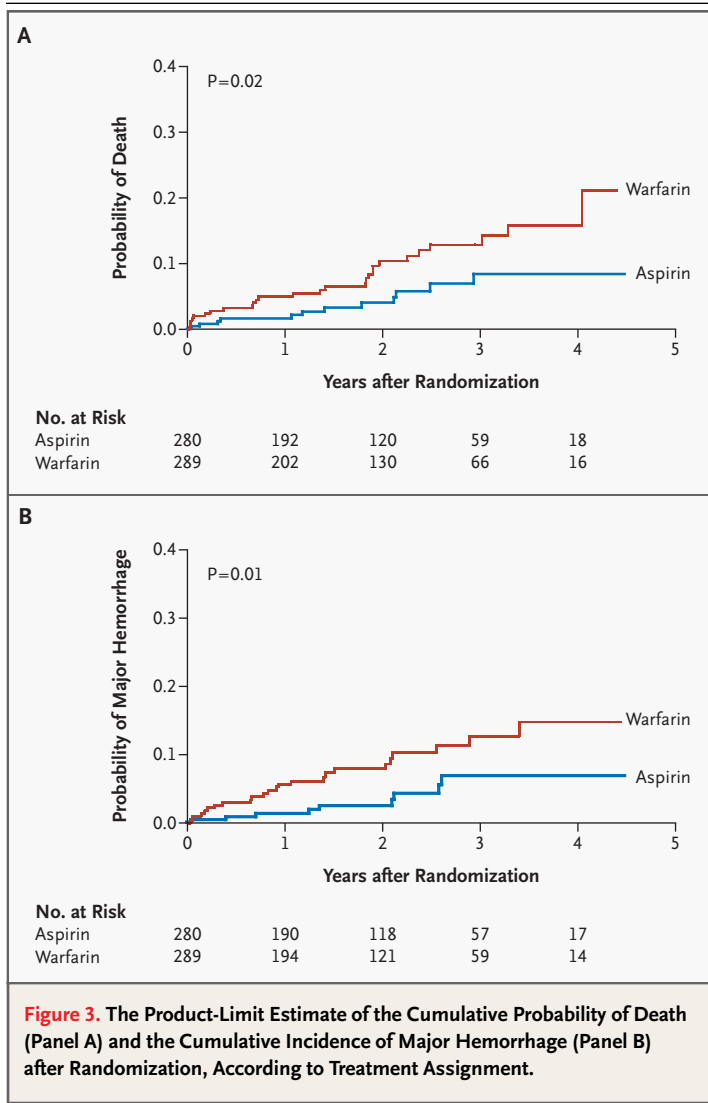 A
0.4
P=0.02
0.3
0.2
0.1
0.0
Probability of Death
Warfarin
Aspirin
0 1 2 3 4 5
Years after Randomization
No. at Risk
Aspirin 280 192 120 59 18
Warfarin 289 202 130 66 16
B
0.4
P=0.01
0.3
0.2
0.1
0.0
Probability of Major Hemorrhage
Warfarin
Aspirin
0 1 2 3 4 5
Years after Randomization
No. at Risk
Aspirin 280 190 118 57 17
Warfarin 289 194 121 59 14
Figure 3. The Product-Limit Estimate of the Cumulative Probability of Death
(Panel A) and the Cumulative Incidence of Major Hemorrhage (Panel B)
after Randomization, According to Treatment Assignment.